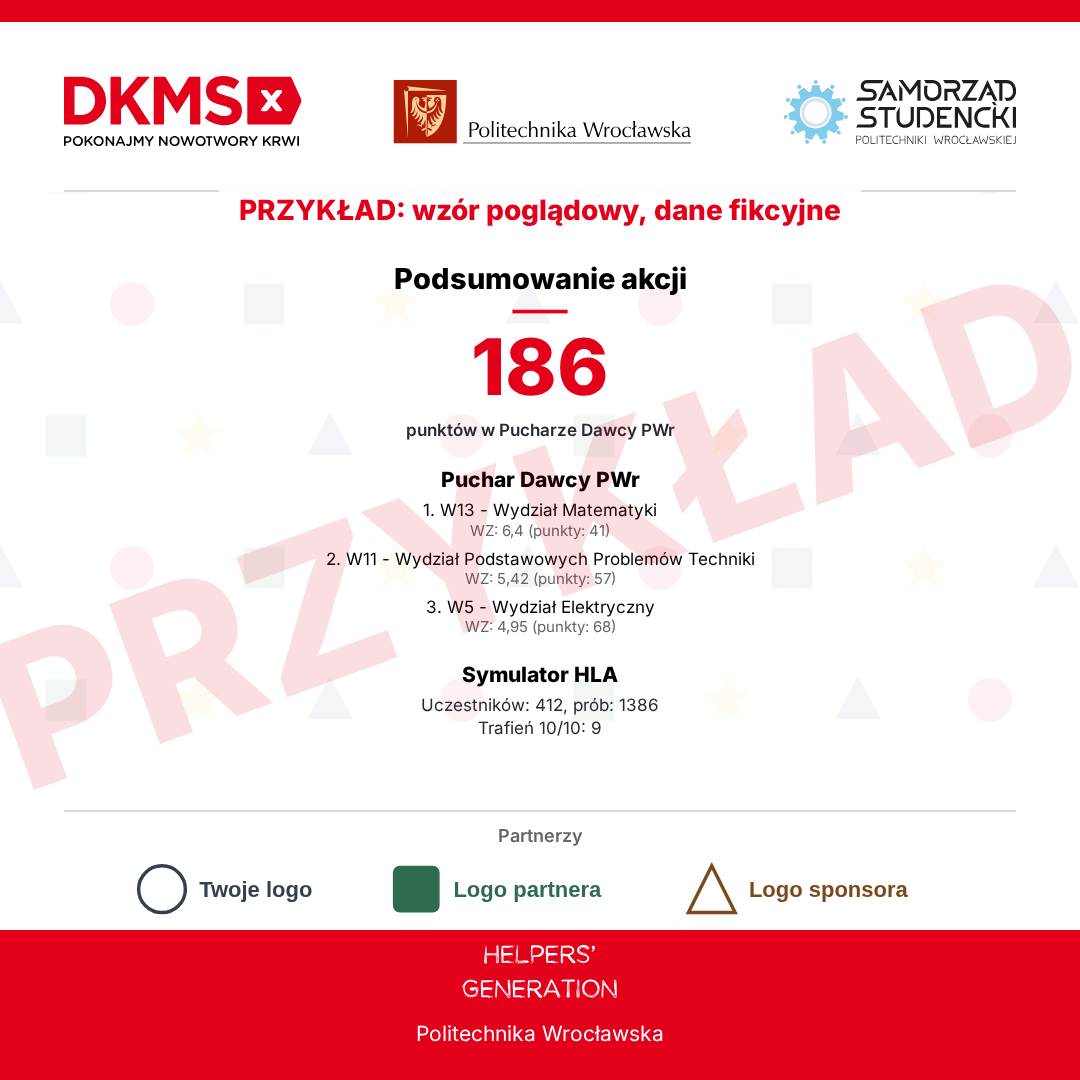 DKMS x
POKONAJMY NOWOTWORY KRWI
Politechnika Wrocławska
SAMORZĄD
STUDENCKI
POLITECHNIKI WROCŁAWSKIEJ
PRZYKŁAD: wzór poglądowy, dane fikcyjne
Podsumowanie akcji
186
punktów w Pucharze Dawcy PWr
Puchar Dawcy PWr
1. W13 - Wydział Matematyki
WZ: 6,4 (punkty: 41)
2. W11 - Wydział Podstawowych Problemów Techniki
WZ: 5,42 (punkty: 57)
3. W5 - Wydział Elektryczny
WZ: 4,95 (punkty: 68)
Symulator HLA
Uczestników: 412, prób: 1386
Trafień 10/10: 9
PRZYKŁAD
Partnerzy
Twoje logo
Logo partnera
Logo sponsora
HELPERS'
GENERATION
Politechnika Wrocławska